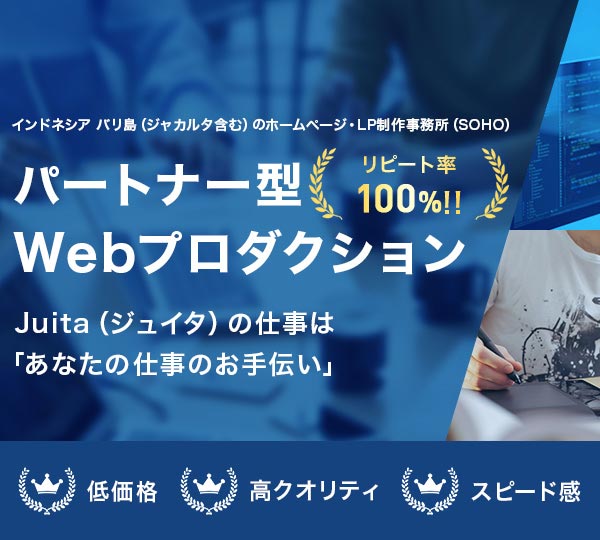 インドネシア バリ島（ジャカルタ含む）のホームページ・LP制作事務所（SOHO）
パートナー型
リピート率
100%!!
Webプロダクション
Juita（ジュイタ）の仕事は
「あなたの仕事のお手伝い」
低価格
高クオリティ
スピード感